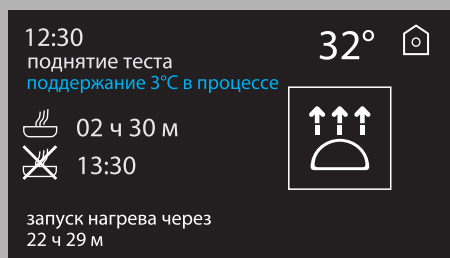 12:30
32°
поднятие теста
поддержание 3°С в процессе
02 ч 30 м
13:30
запуск нагрева через
22 ч 29 м